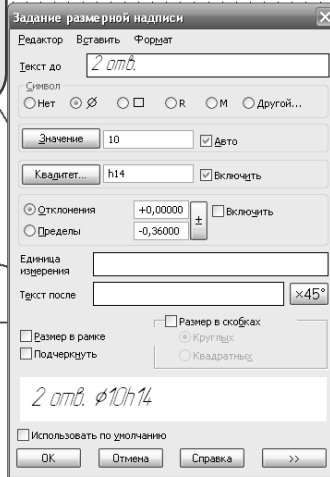 Задание размерной надписи
Редактор Вставить Формат
Текст до 2 отв.
Символ
Нет Ø □ R M Другой...
Значение 10 Авто
Квалитет... h14 Включить
Отклонения +0,00000 ± Включить
Пределы -0,36000
Единица
измерения
Текст после ×45°
Размер в скобках
Размер в рамке Круглых
Подчеркнуть Квадратных
2 отв. ø10h14
Использовать по умолчанию
OK Отмена Справка >>